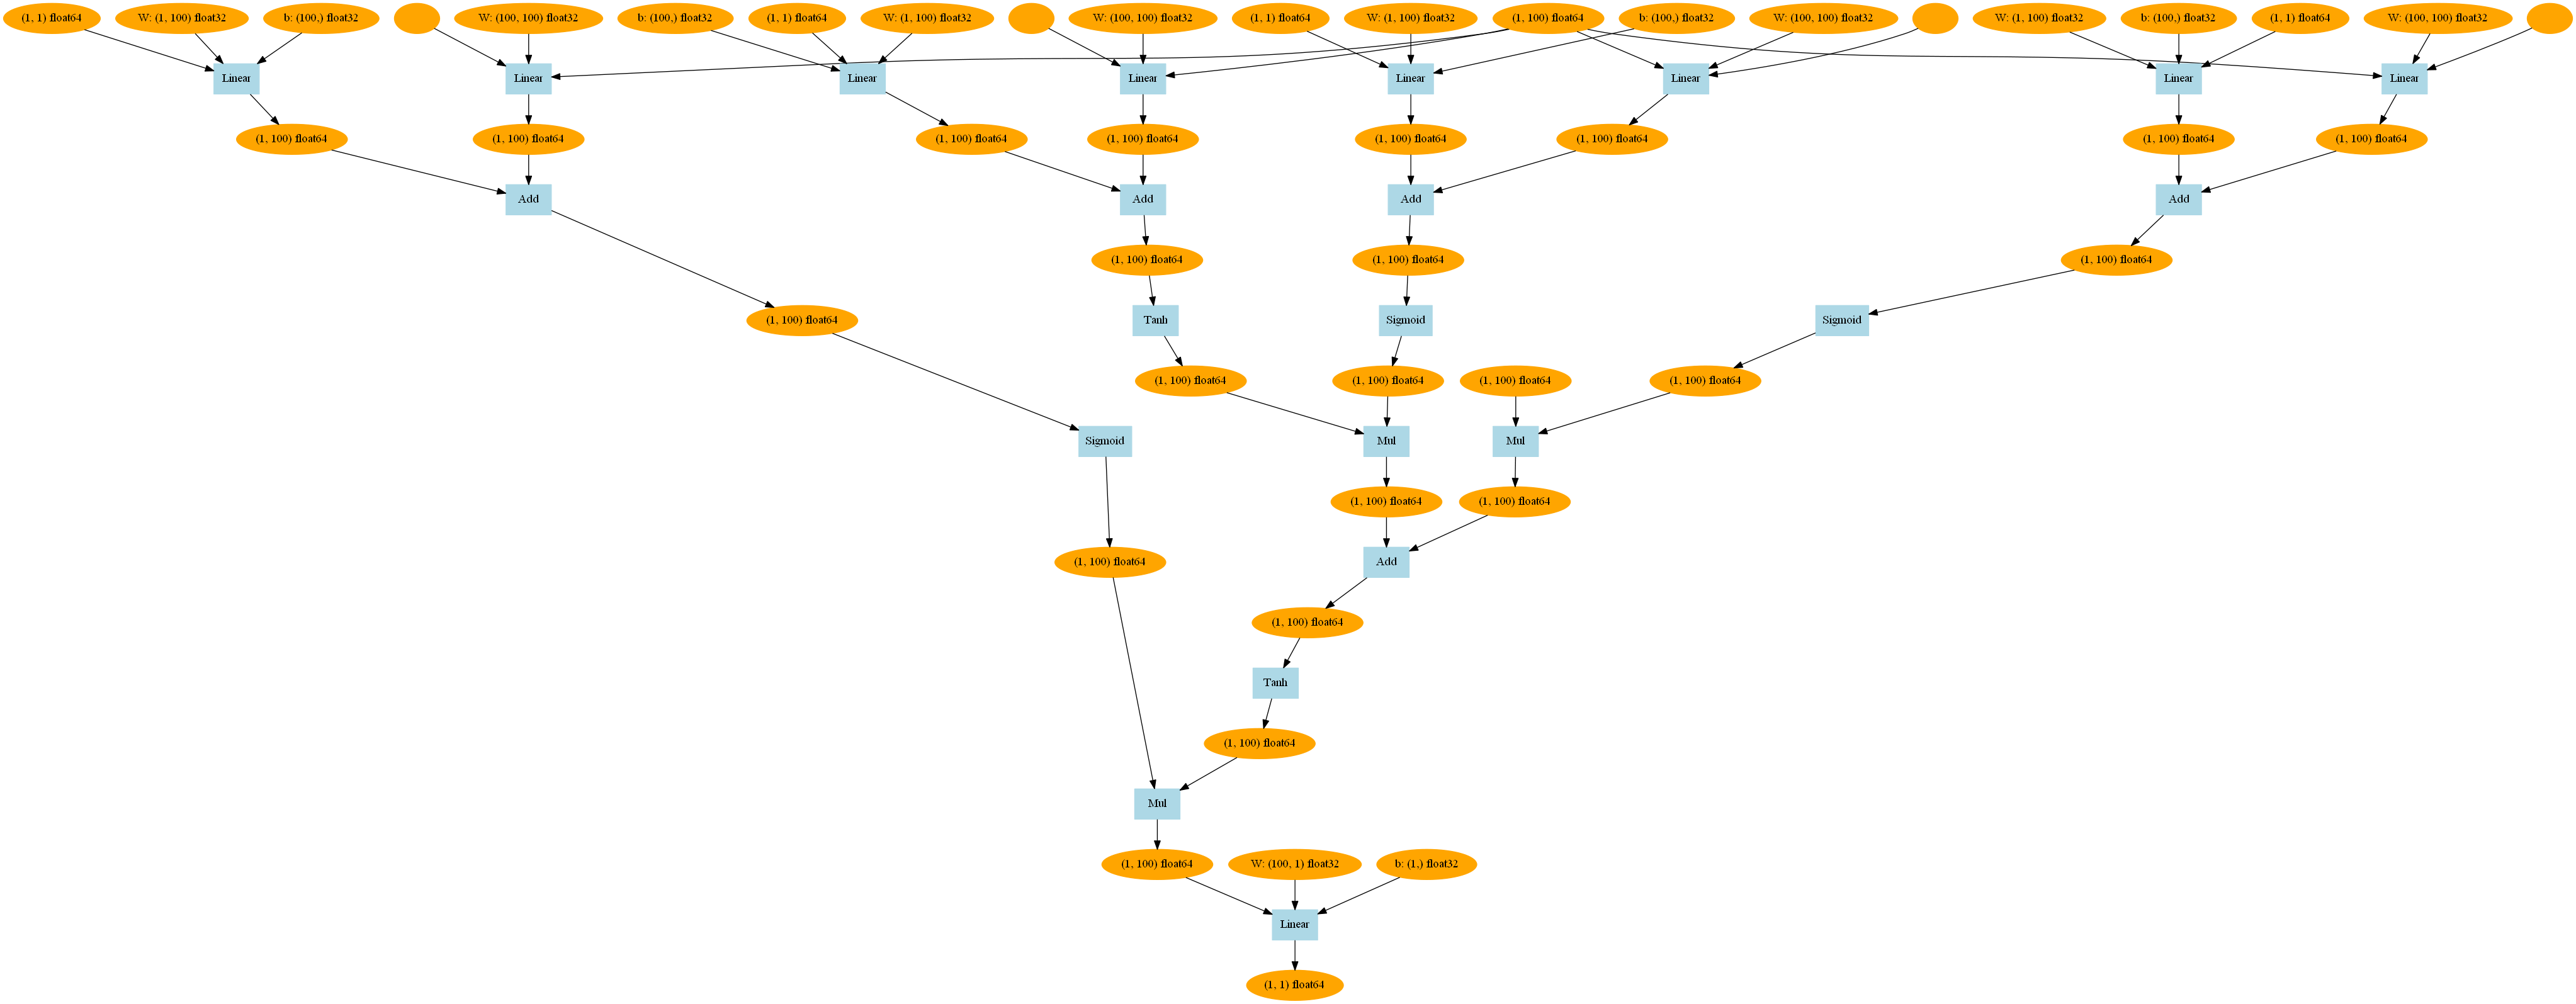 (1, 1) float64
W: (1, 100) float32
b: (100,) float32
W: (100, 100) float32
b: (100,) float32
(1, 1) float64
W: (1, 100) float32
W: (100, 100) float32
(1, 1) float64
W: (1, 100) float32
(1, 100) float64
b: (100,) float32
W: (100, 100) float32
W: (1, 100) float32
b: (100,) float32
(1, 1) float64
W: (100, 100) float32
Linear
Linear
Linear
Linear
Linear
Linear
Linear
Linear
(1, 100) float64
(1, 100) float64
(1, 100) float64
(1, 100) float64
(1, 100) float64
(1, 100) float64
(1, 100) float64
(1, 100) float64
Add
Add
Add
Add
(1, 100) float64
(1, 100) float64
(1, 100) float64
(1, 100) float64
Tanh
Sigmoid
Sigmoid
(1, 100) float64
(1, 100) float64
(1, 100) float64
(1, 100) float64
Sigmoid
Mul
Mul
(1, 100) float64
(1, 100) float64
(1, 100) float64
Add
(1, 100) float64
Tanh
(1, 100) float64
Mul
(1, 100) float64
W: (100, 1) float32
b: (1,) float32
Linear
(1, 1) float64